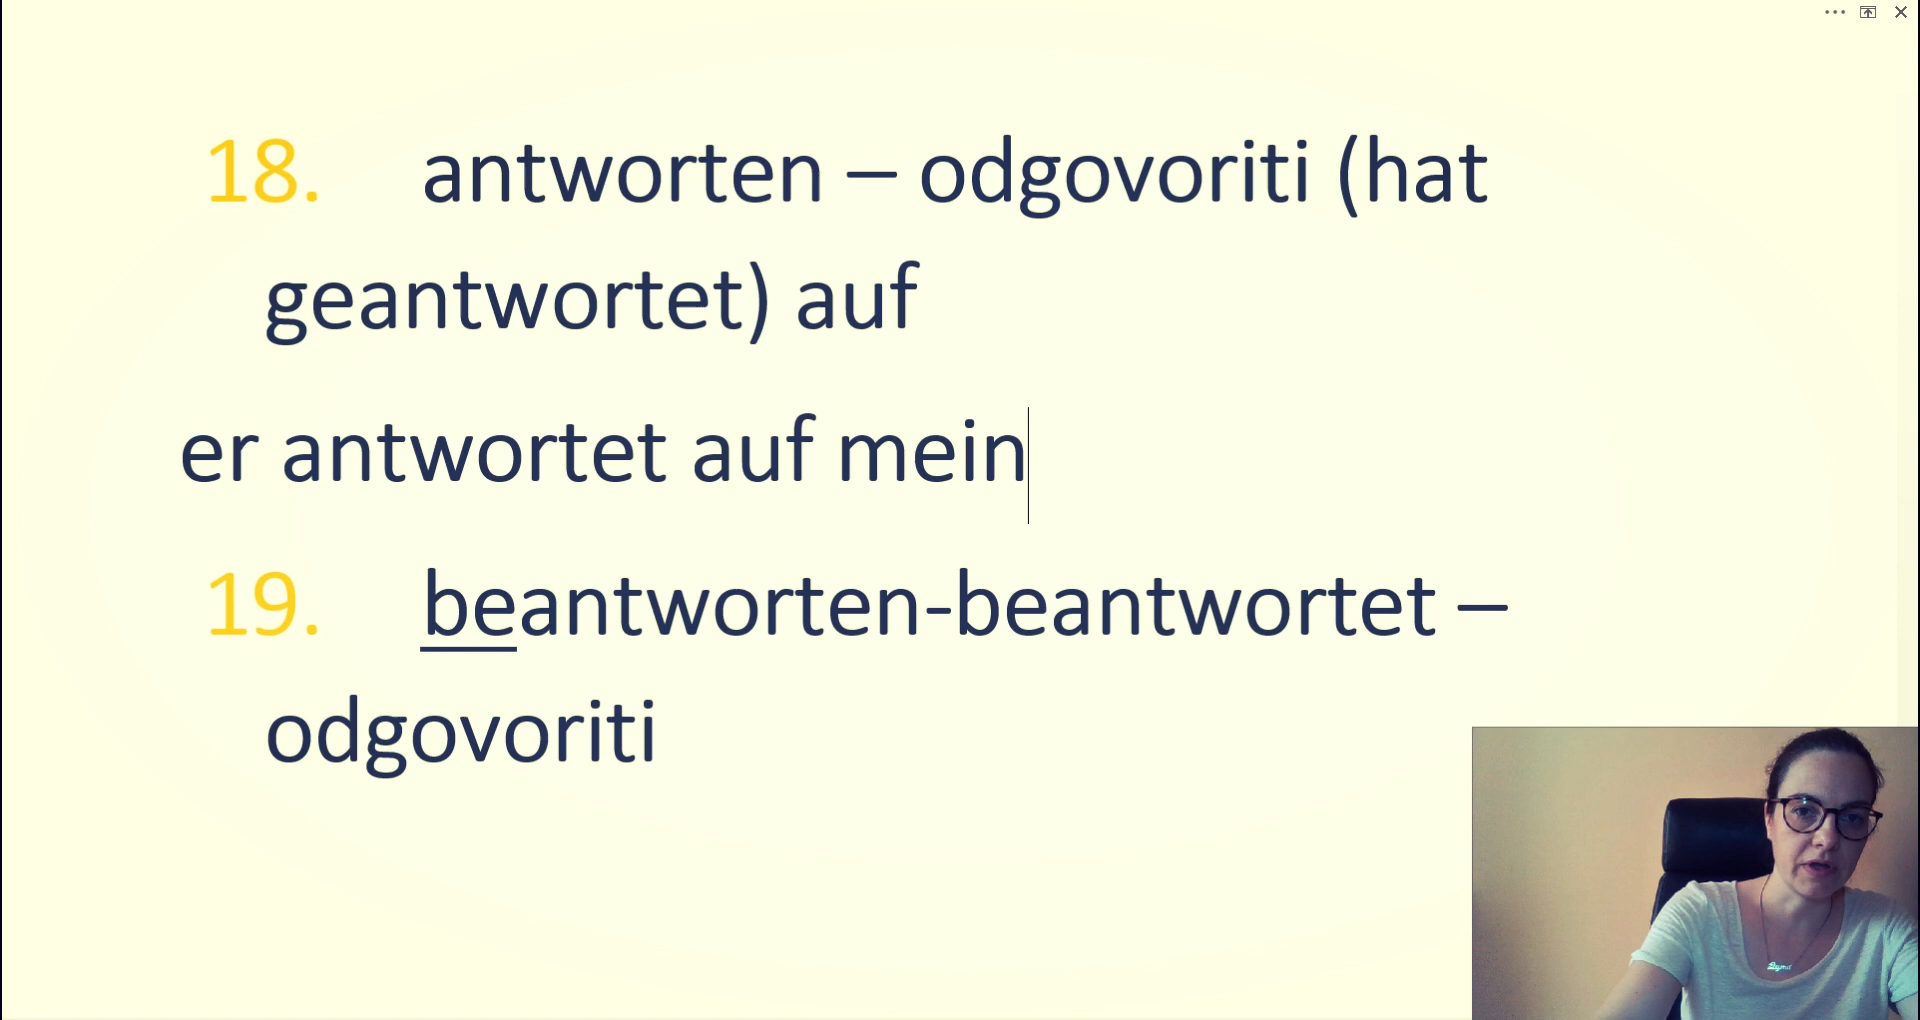 18. antworten – odgovoriti (hat
geantwortet) auf
er antwortet auf mein
19. beantworten-beantwortet –
odgovoriti